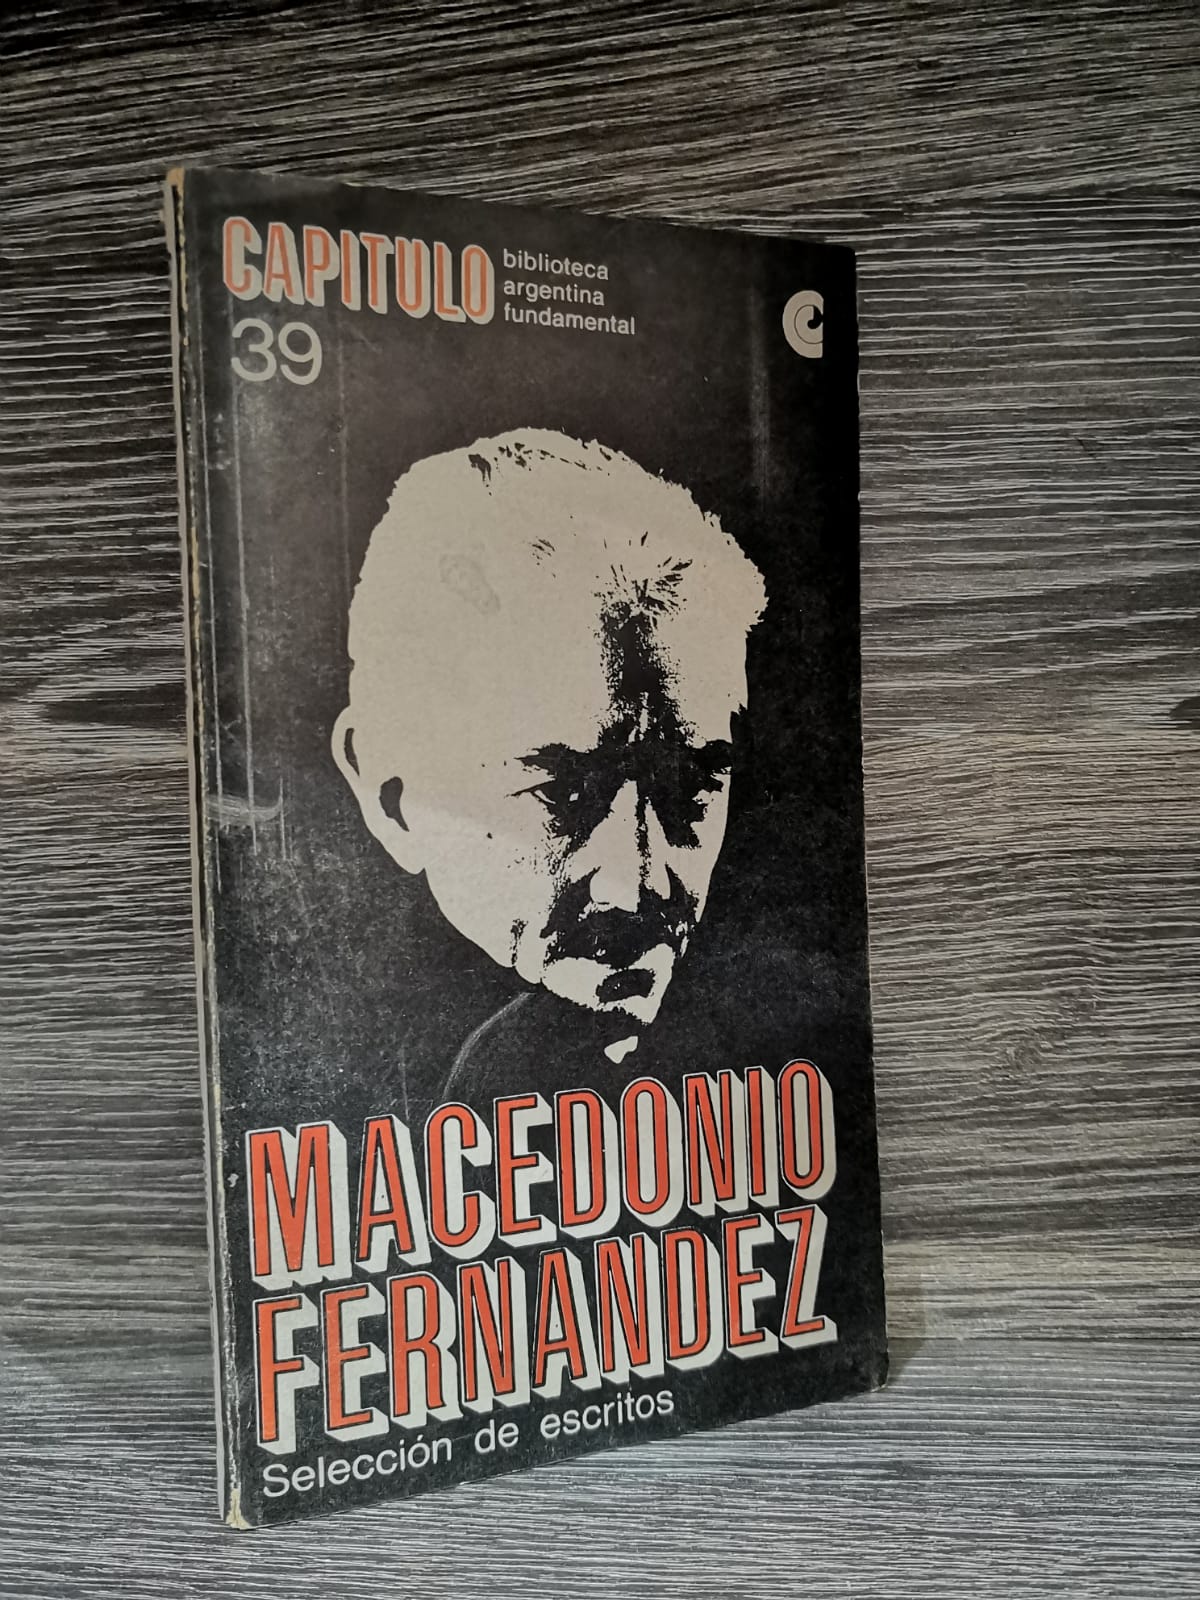 CAPITULO
biblioteca
argentina
fundamental
39
MACEDONIO
FERNANDEZ
Selección de escritos